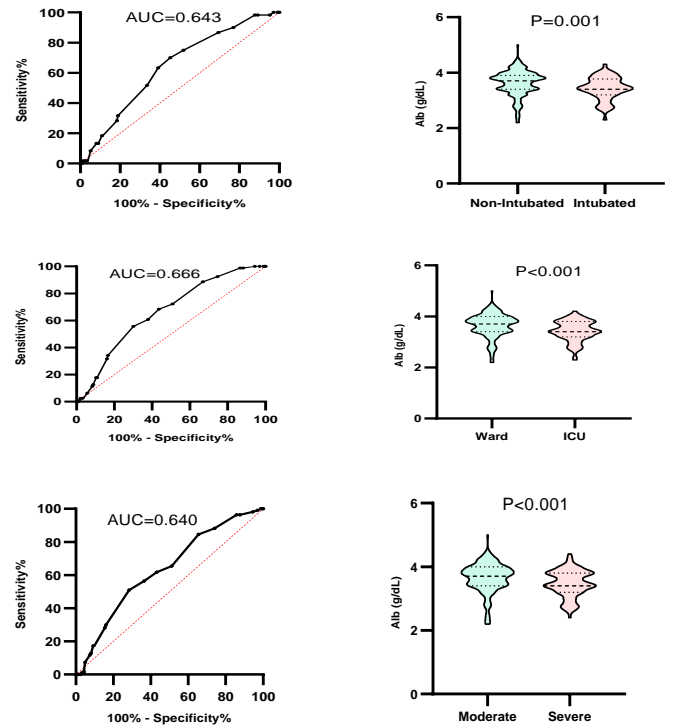 AUC=0.643
Sensitivity%
100
80
60
40
20
0
0 20 40 60 80 100
100% - Specificity%
P=0.001
Alb (g/dL)
6
4
2
0
Non-Intubated Intubated
AUC=0.666
Sensitivity%
100
80
60
40
20
0
0 20 40 60 80 100
100% - Specificity%
P<0.001
Alb (g/dL)
6
4
2
0
Ward ICU
AUC=0.640
Sensitivity%
100
80
60
40
20
0
0 20 40 60 80 100
100% - Specificity%
P<0.001
Alb (g/dL)
6
4
2
0
Moderate Severe